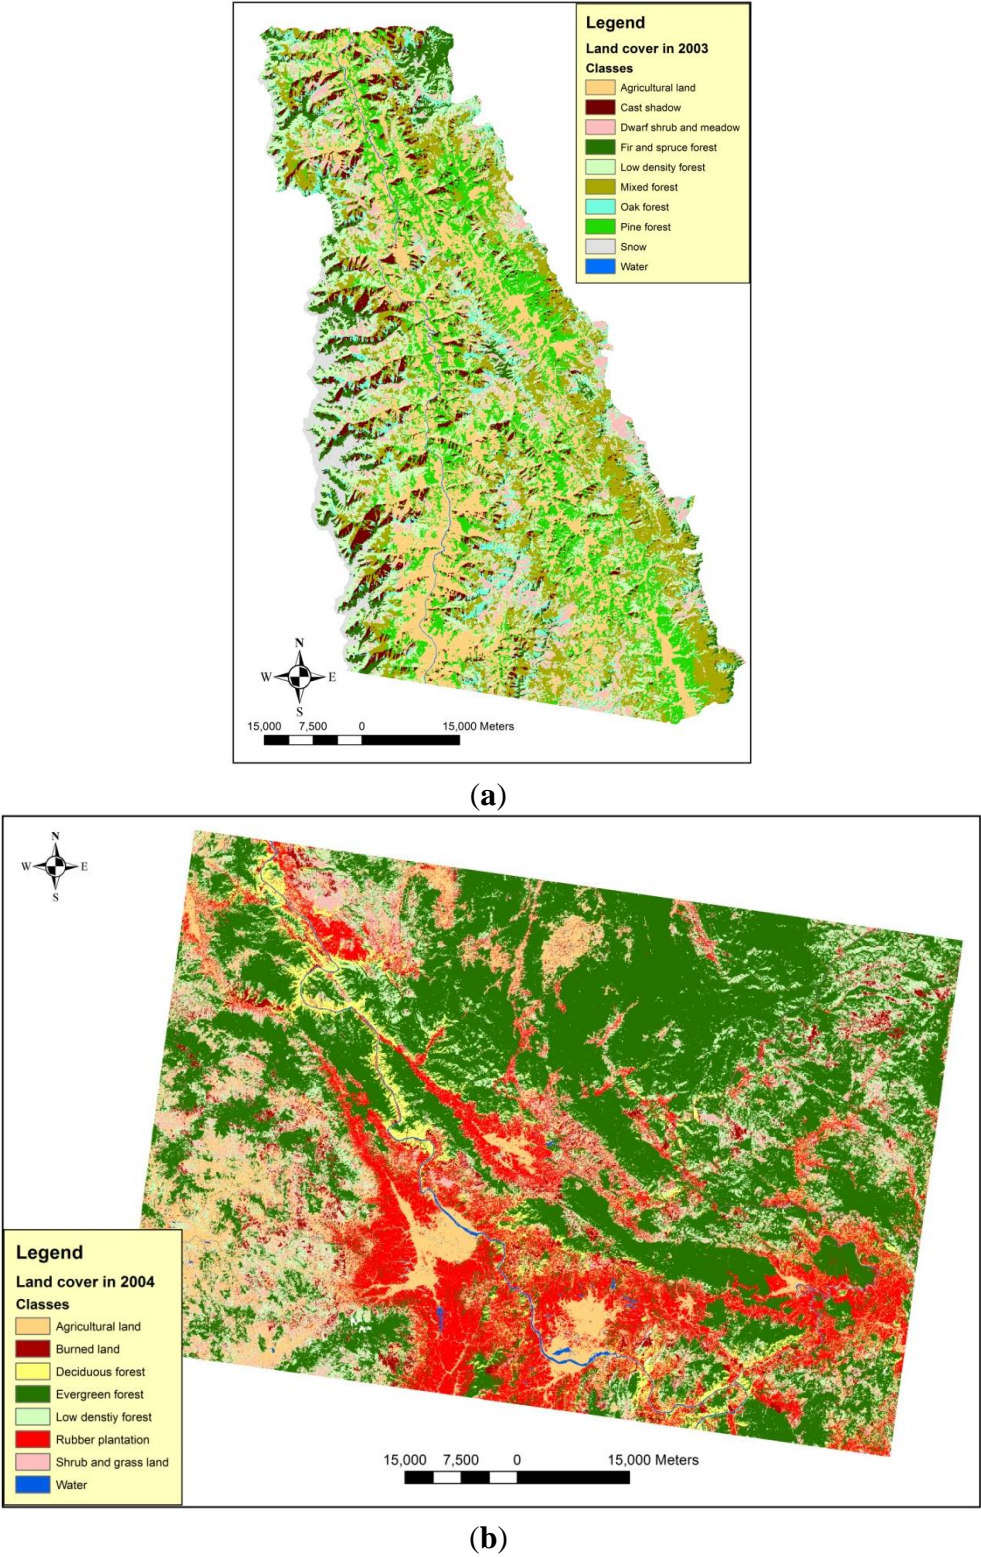 Legend
Land cover in 2003
Classes
Agricultural land
Cast shadow
Dwarf shrub and meadow
Fir and spruce forest
Low density forest
Mixed forest
Oak forest
Pine forest
Snow
Water
N
W E
S
15,000 7,500 0 15,000 Meters
(a)
N
W E
S
Legend
Land cover in 2004
Classes
Agricultural land
Burned land
Deciduous forest
Evergreen forest
Low denstiy forest
Rubber plantation
Shrub and grass land
Water
15,000 7,500 0 15,000 Meters
(b)